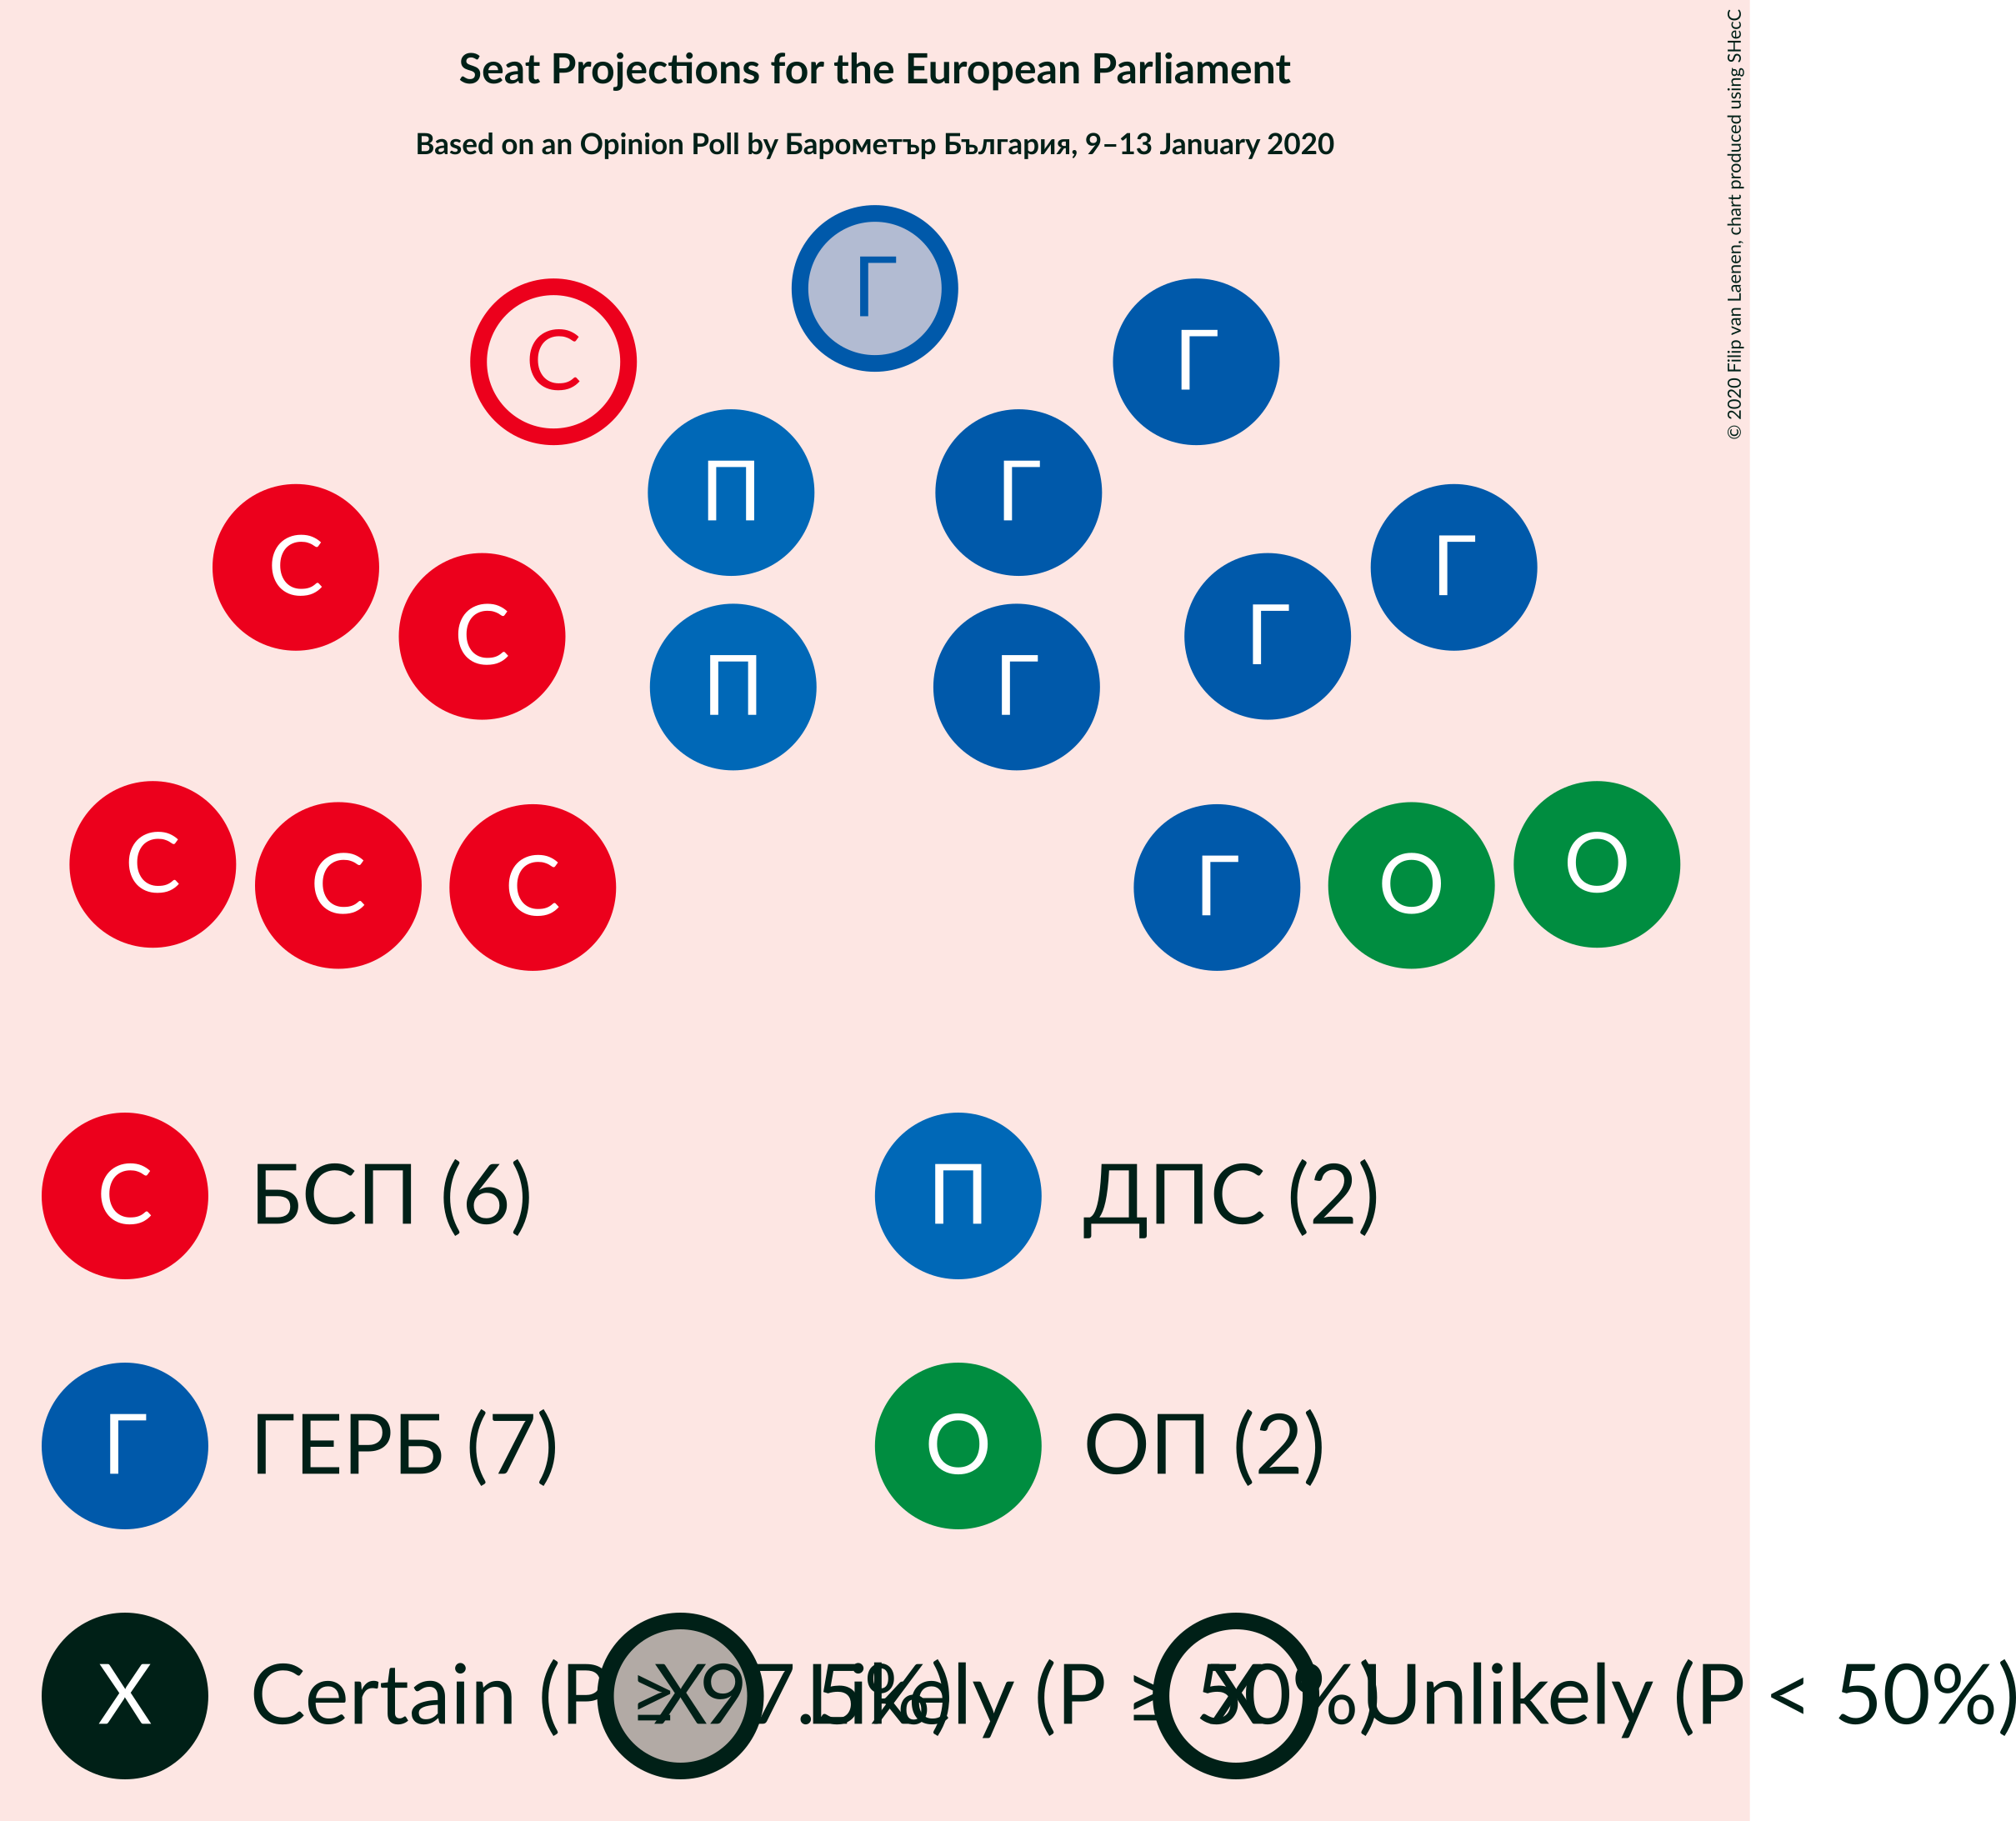 Seat Projections for the European Parliament
Based on an Opinion Poll by Барометър България, 9–13 January 2020
© 2020 Filip van Laenen, chart produced using SHecC
Г
С Г
П Г
С Г
С Г
П Г
С С С Г О О
С БСП (6) П ДПС (2)
Г ГЕРБ (7) О ОП (2)
X Certain (P ≥ 97.5%) X Likely (P ≥ 50%) X Unlikely (P < 50%)